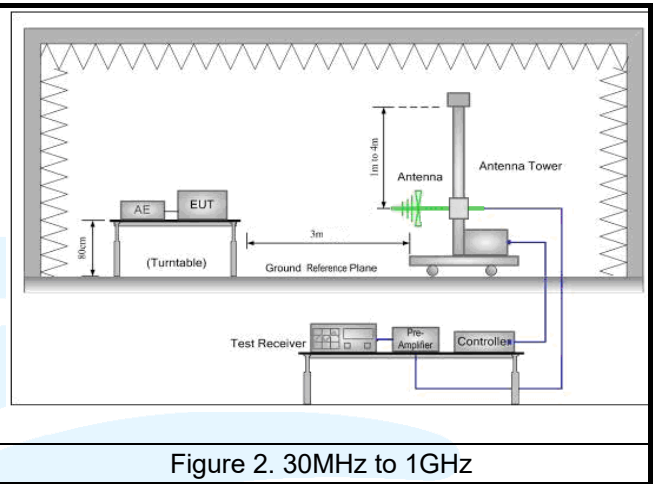 1m to 4m
Antenna
Antenna Tower
AE
EUT
80cm
3m
(Turntable)
Ground Reference Plane
Test Receiver
Pre-
Amplifier
Controller
Figure 2. 30MHz to 1GHz